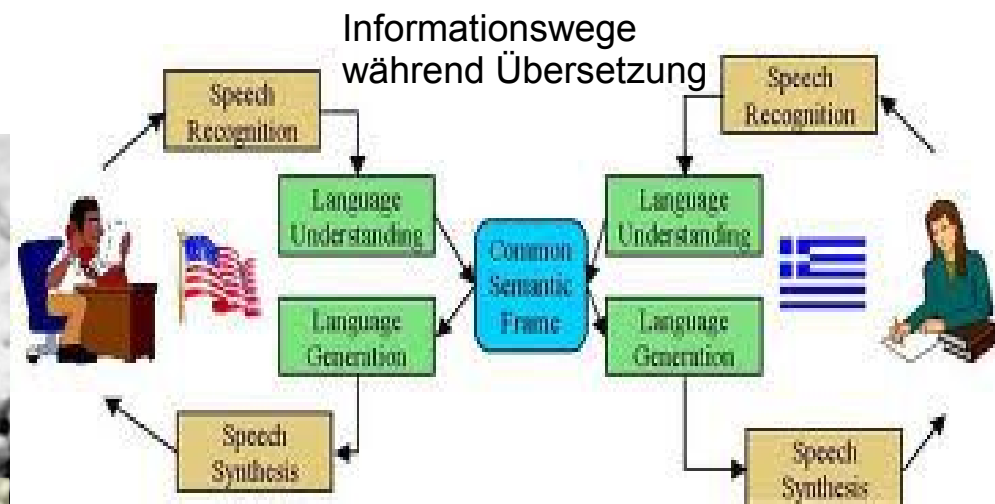 Informationswege
während Übersetzung
Speech
Recognition
Speech
Recognition
Language
Understanding
Language
Understanding
Common
Semantic
Frame
Language
Generation
Language
Generation
Speech
Synthesis
Speech
Synthesis